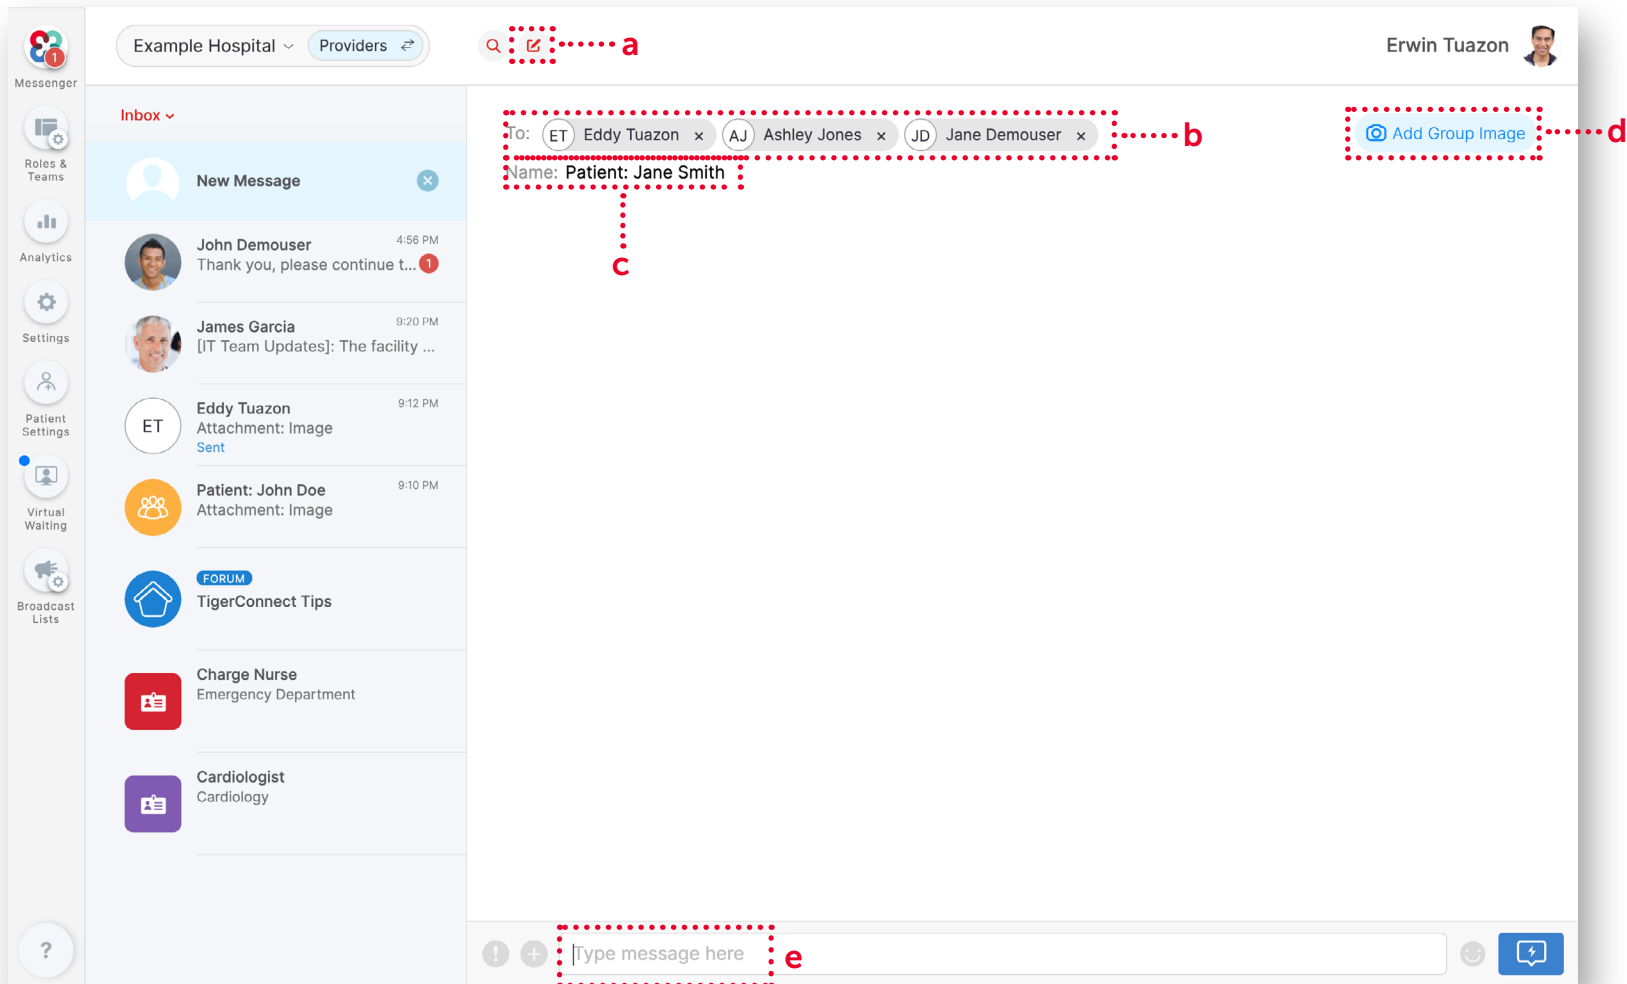 1
Messenger
Roles &
Teams
Analytics
Settings
Patient
Settings
Virtual
Waiting
Broadcast
Lists
?
Example Hospital
Providers
a
Erwin Tuazon
Inbox
New Message
John Demouser
4:56 PM
Thank you, please continue t...
1
James Garcia
9:20 PM
[IT Team Updates]: The facility ...
ET
Eddy Tuazon
9:12 PM
Attachment: Image
Sent
Patient: John Doe
9:10 PM
Attachment: Image
FORUM
TigerConnect Tips
Charge Nurse
Emergency Department
Cardiologist
Cardiology
To: ET Eddy Tuazon × AJ Ashley Jones × JD Jane Demouser ×
b
Add Group Image
d
Name: Patient: Jane Smith
c
Type message here
e